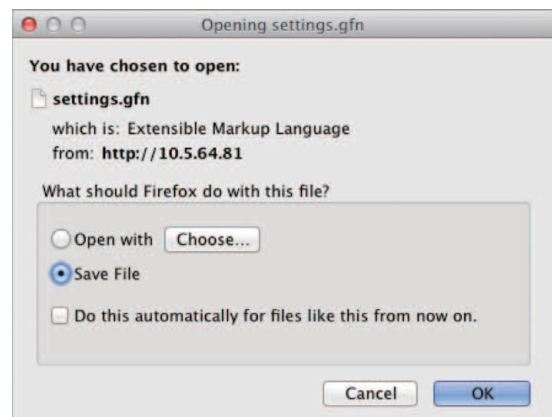 Opening settings.gfn
You have chosen to open:
settings.gfn
which is: Extensible Markup Language
from: http://10.5.64.81
What should Firefox do with this file?
Open with Choose...
Save File
Do this automatically for files like this from now on.
Cancel OK